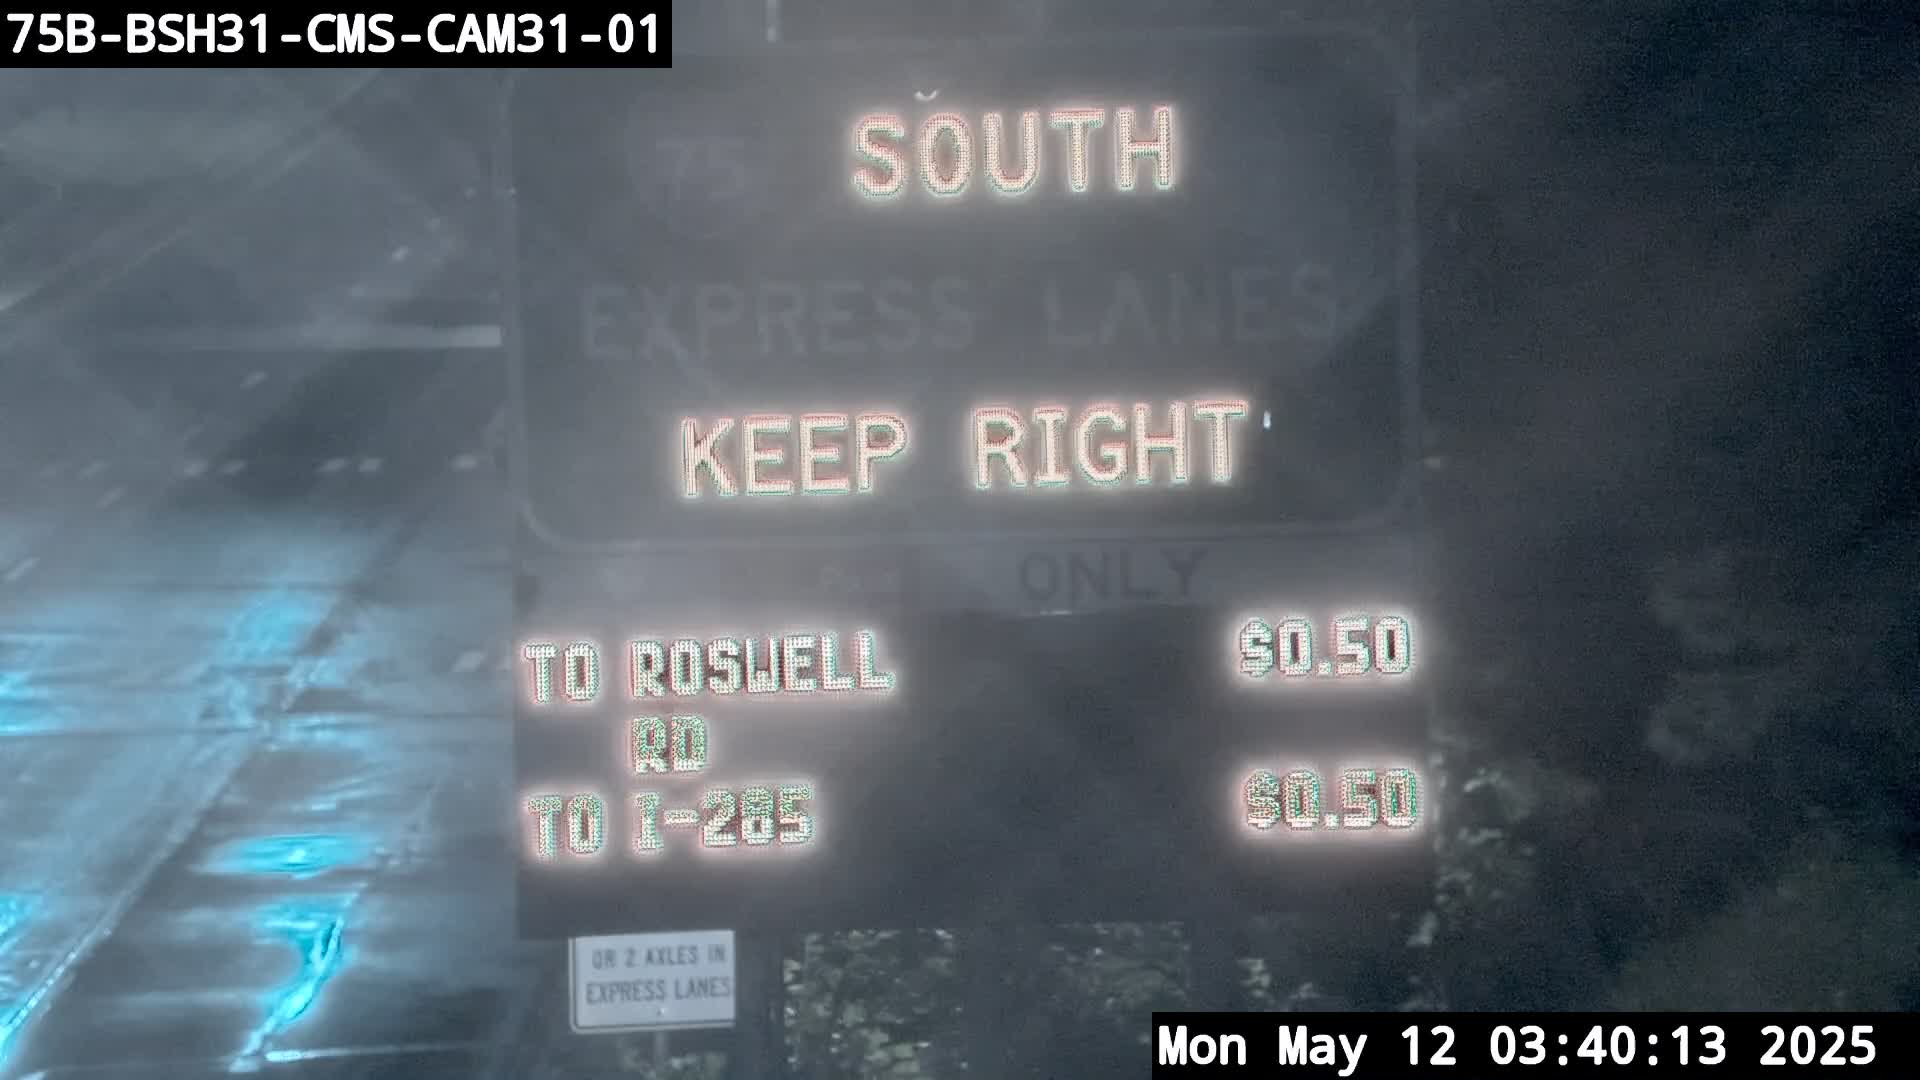 75B-BSH31-CMS-CAM31-01
75 SOUTH
EXPRESS LANES
KEEP RIGHT
ONLY
TO ROSWELL $0.50
RD
TO I-285 $0.50
OR 2 AXLES IN
EXPRESS LANES
Mon May 12 03:40:13 2025